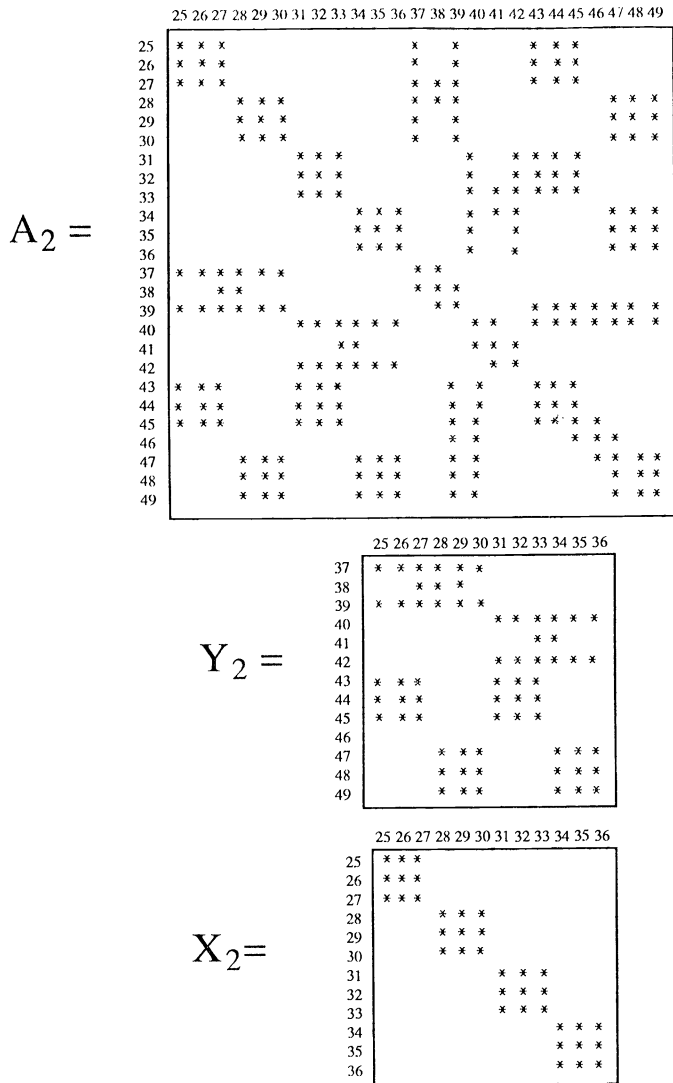 25 26 27 28 29 30 31 32 33 34 35 36 37 38 39 40 41 42 43 44 45 46 47 48 49
25 * * * * * * * *
26 * * * * * * * *
27 * * * * * * * * *
28 * * * * * * * * *
29 * * * * * * * *
30 * * * * * * * *
31 * * * * * * * *
32 * * * * * * * *
33 * * * * * * * * *
34 * * * * * * * * *
35 * * * * * * * *
36 * * * * * * * *
37 * * * * * * * *
38 * * * * *
39 * * * * * * * * * * * * * * *
40 * * * * * * * * * * * * * * *
41 * * * * *
42 * * * * * * * *
43 * * * * * * * * * * *
44 * * * * * * * * * * *
45 * * * * * * * * * * * *
46 * * * * *
47 * * * * * * * * * * * *
48 * * * * * * * * * * *
49 * * * * * * * * * * *
A₂ =
25 26 27 28 29 30 31 32 33 34 35 36
37 * * * * * *
38 * * *
39 * * * * * *
40 * * * * * *
41 * *
42 * * * * * *
43 * * * * * *
44 * * * * * *
45 * * * * * *
46
47 * * * * * *
48 * * * * * *
49 * * * * * *
Y₂ =
25 26 27 28 29 30 31 32 33 34 35 36
25 * * *
26 * * *
27 * * *
28 * * *
29 * * *
30 * * *
31 * * *
32 * * *
33 * * *
34 * * *
35 * * *
36 * * *
X₂=